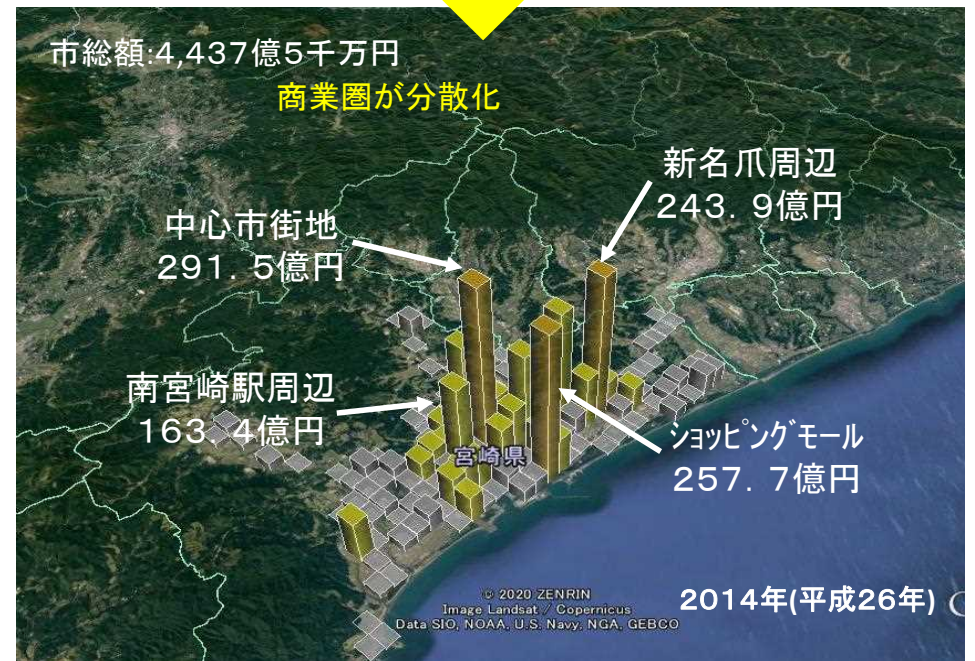 市総額:4,437億5千万円
商業圏が分散化
新名爪周辺
243．9億円
中心市街地
291．5億円
南宮崎駅周辺
163．4億円
ｼｮｯﾋﾟﾝｸﾞモール
257．7億円
宮崎県
© 2020 ZENRIN
Image Landsat / Copernicus
Data SIO, NOAA, U.S. Navy, NGA, GEBCO
2014年(平成26年)